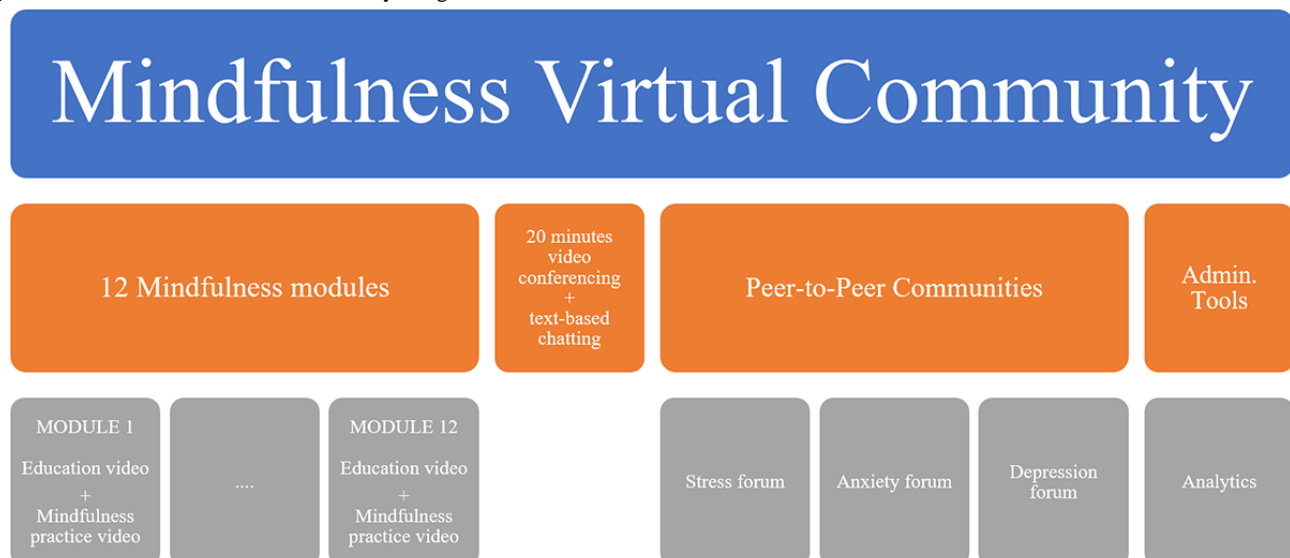 Mindfulness Virtual Community
12 Mindfulness modules
20 minutes
video
conferencing
+
text-based
chatting
Peer-to-Peer Communities
Admin.
Tools
MODULE 1
Education video
+
Mindfulness
practice video
....
MODULE 12
Education video
+
Mindfulness
practice video
Stress forum
Anxiety forum
Depression
forum
Analytics